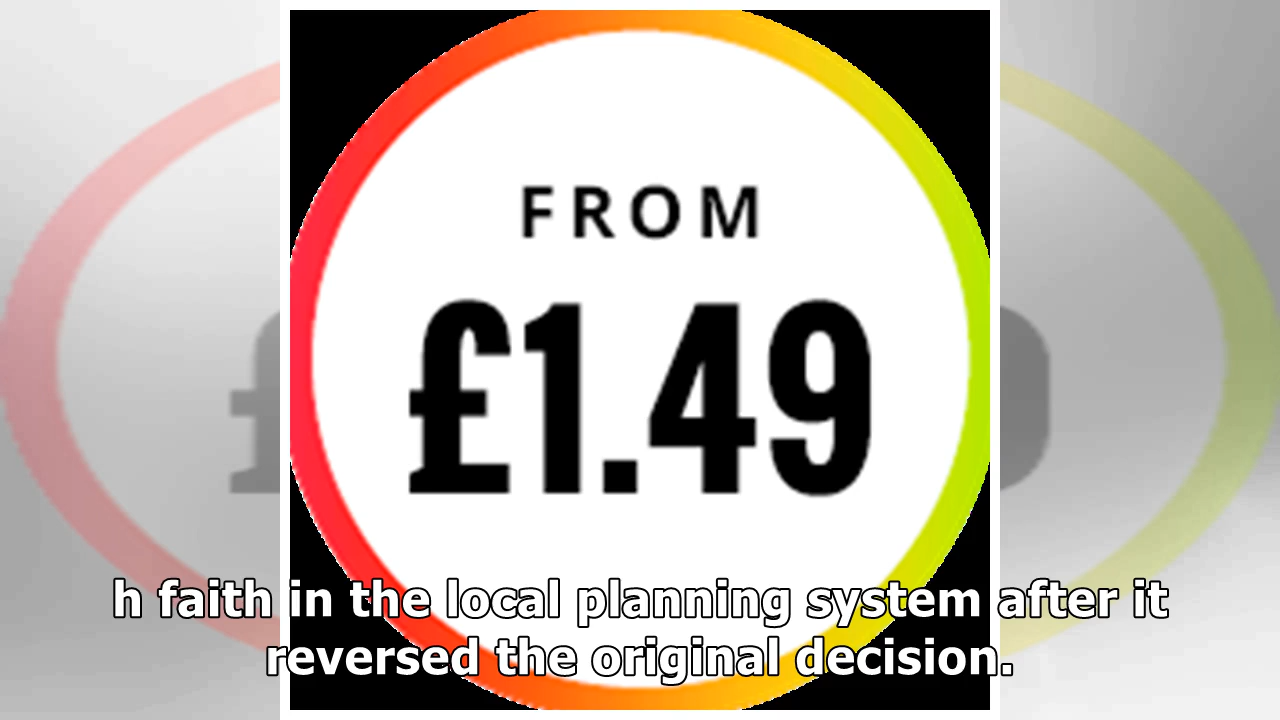 FROM
£1.49
h faith in the local planning system after it
reversed the original decision.